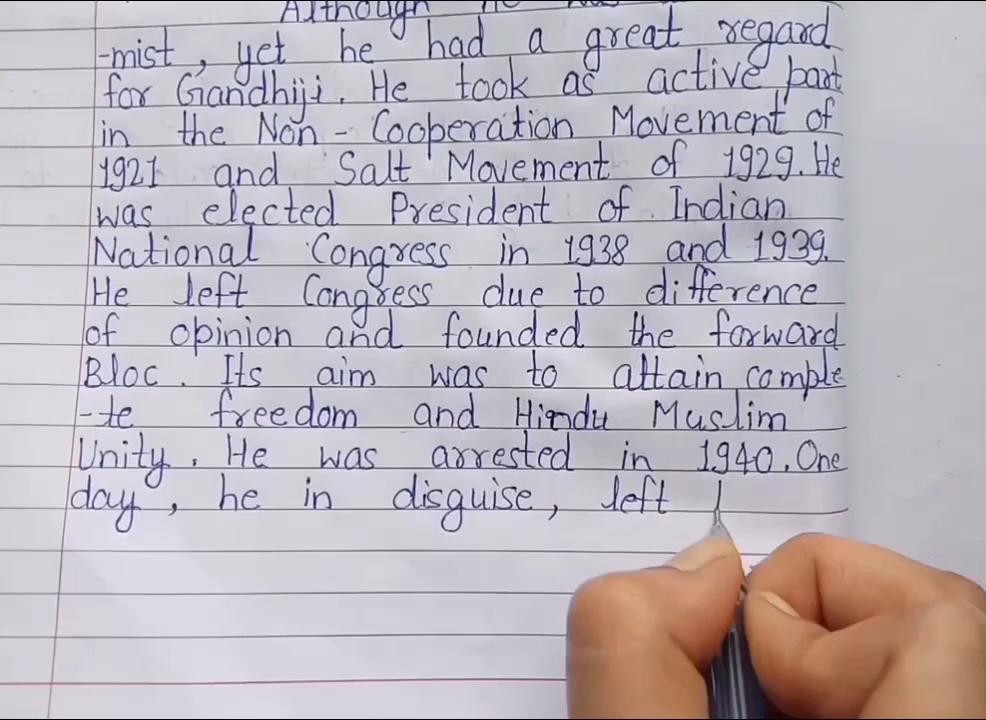 Although he was
-mist, yet he had a great regard
for Gandhiji. He took as active part
in the Non-Cooperation Movement of
1921 and Salt Movement of 1929. He
was elected President of Indian
National Congress in 1938 and 1939.
He left Congress due to difference
of opinion and founded the forward
Bloc. Its aim was to attain comple
-te freedom and Hindu Muslim
Unity. He was arrested in 1940. One
day, he in disguise, left